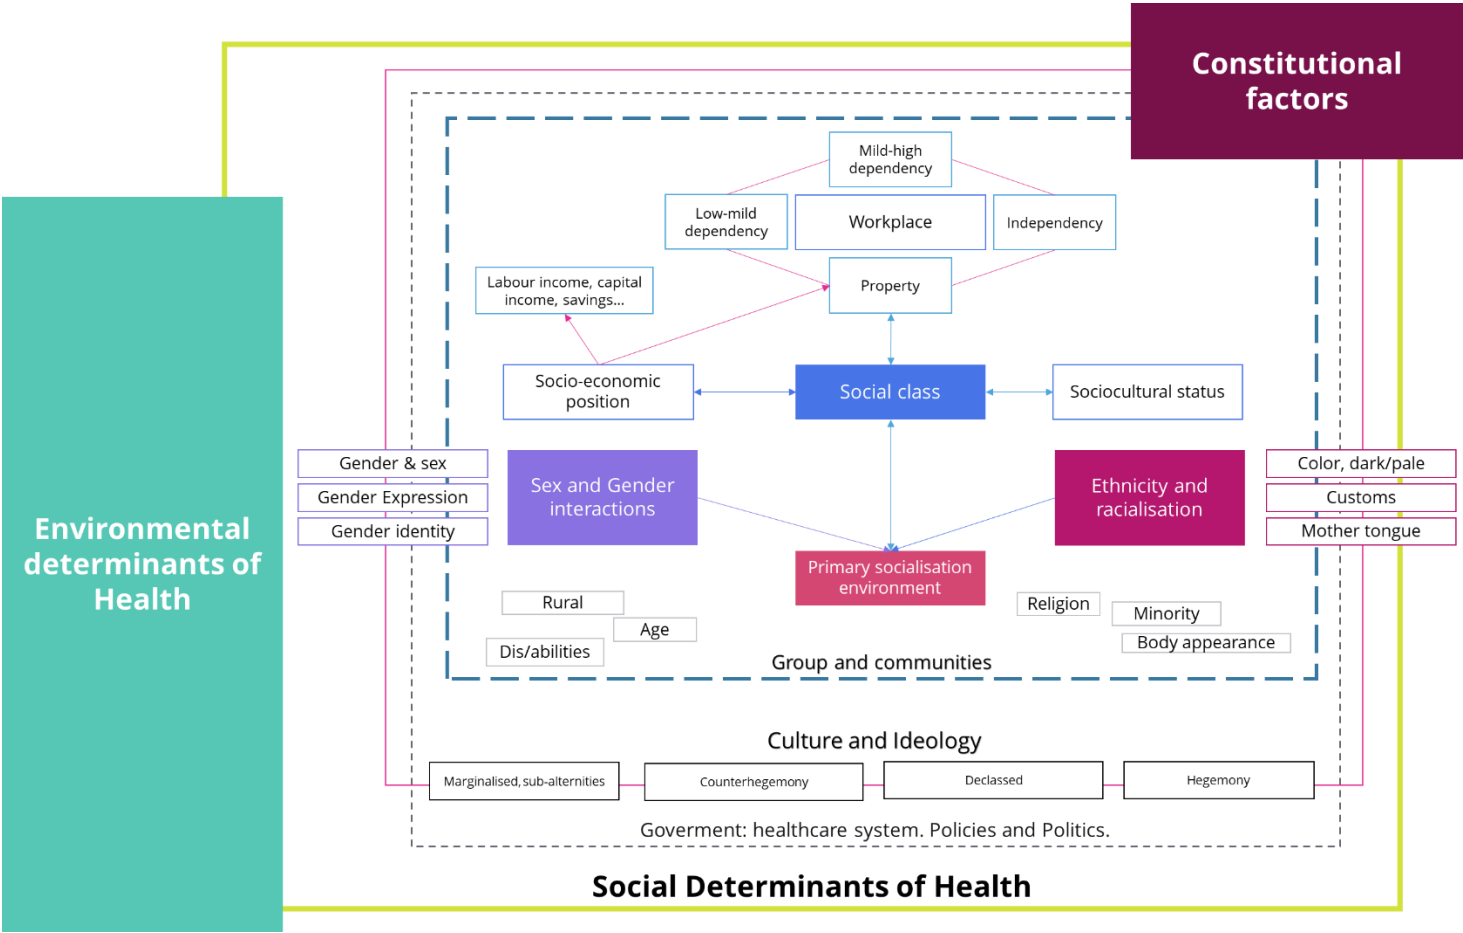 Constitutional
factors
Mild-high
dependency
Low-mild
dependency
Workplace
Independency
Labour income, capital
income, savings...
Property
Socio-economic
position
Social class
Sociocultural status
Gender & sex
Gender Expression
Gender identity
Sex and Gender
interactions
Ethnicity and
racialisation
Color, dark/pale
Customs
Mother tongue
Environmental
determinants of
Health
Primary socialisation
environment
Rural
Age
Dis/abilities
Religion
Minority
Body appearance
Group and communities
Culture and Ideology
Marginalised, sub-alternities
Counterhegemony
Declassed
Hegemony
Goverment: healthcare system. Policies and Politics.
Social Determinants of Health